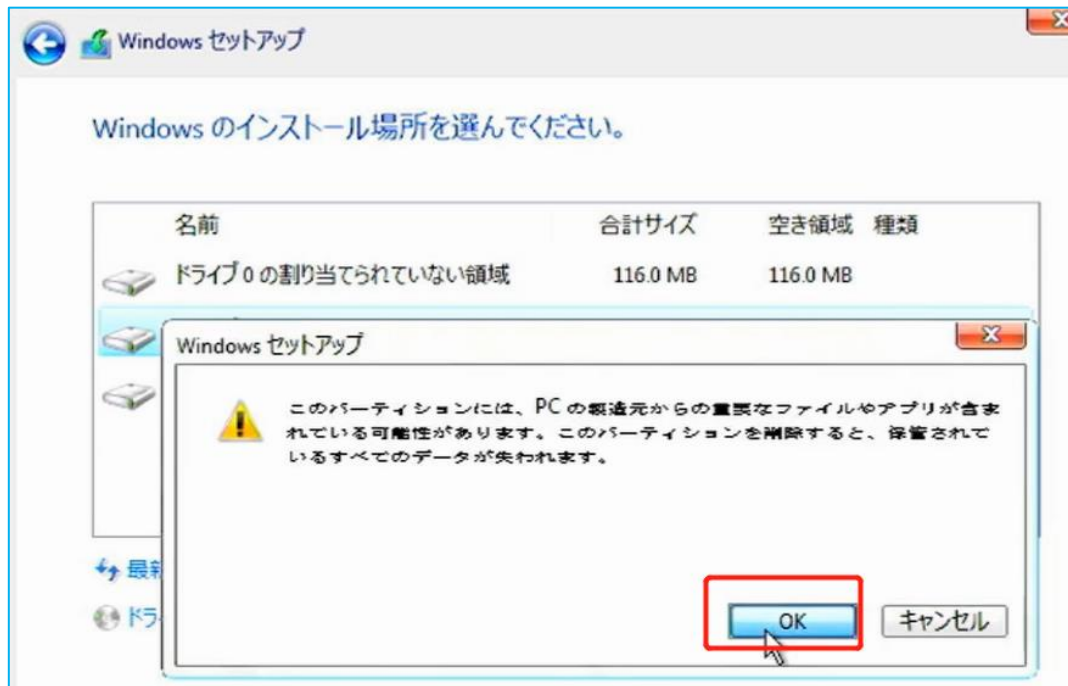 Windows セットアップ
Windows のインストール場所を選んでください。
名前 合計サイズ 空き領域 種類
ドライブ 0 の割り当てられていない領域 116.0 MB 116.0 MB
Windows セットアップ
このパーティションには、PC の製造元からの重要なファイルやアプリが含ま
れている可能性があります。このパーティションを削除すると、保管されて
いるすべてのデータが失われます。
最新
ドラ
OK キャンセル